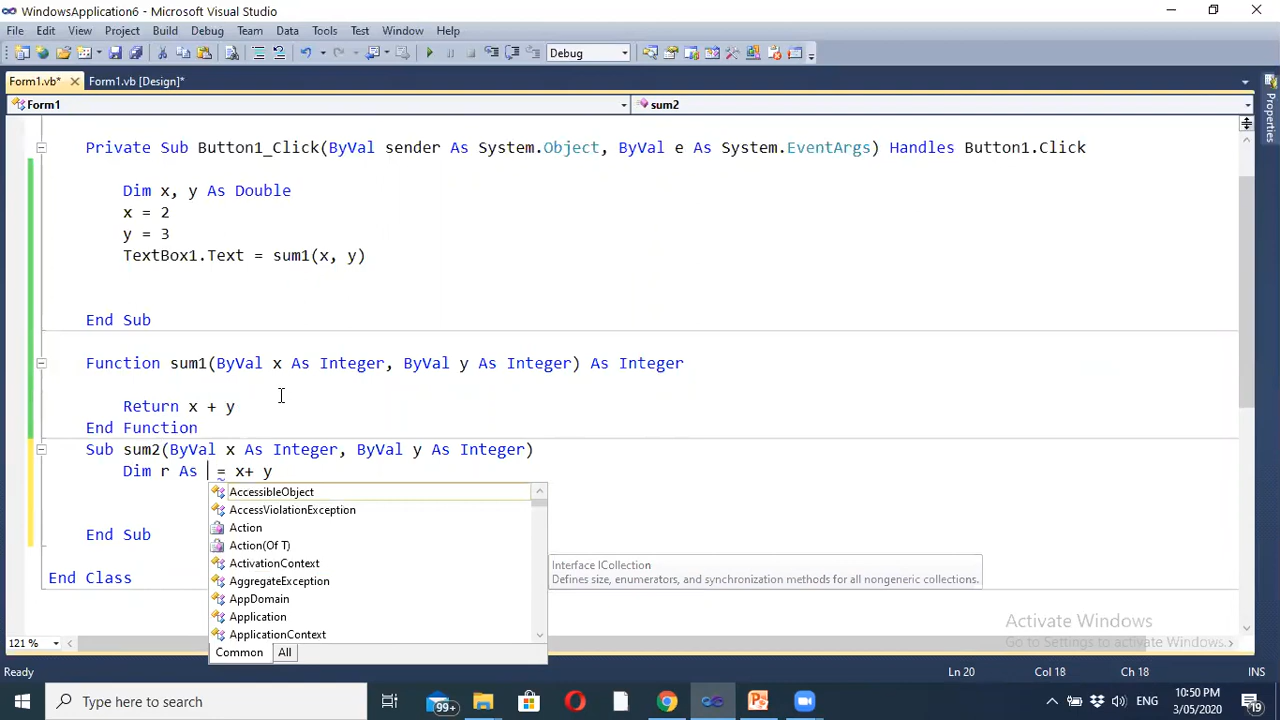 WindowsApplication6 - Microsoft Visual Studio
File Edit View Project Build Debug Team Data Tools Test Window Help
Debug
Form1.vb* Form1.vb [Design]*
Form1 sum2
Properties
Private Sub Button1_Click(ByVal sender As System.Object, ByVal e As System.EventArgs) Handles Button1.Click
Dim x, y As Double
x = 2
y = 3
TextBox1.Text = sum1(x, y)
End Sub
Function sum1(ByVal x As Integer, ByVal y As Integer) As Integer
Return x + y
End Function
Sub sum2(ByVal x As Integer, ByVal y As Integer)
Dim r As = x+ y
AccessibleObject
AccessViolationException
Action
Action(Of T)
ActivationContext
AggregateException
AppDomain
Application
ApplicationContext
Common All
Interface ICollection
Defines size, enumerators, and synchronization methods for all nongeneric collections.
End Sub
End Class
Activate Windows
Go to Settings to activate Windows.
121 %
Ready Ln 20 Col 18 Ch 18 INS
Type here to search
99+
ENG
10:50 PM
3/05/2020
19